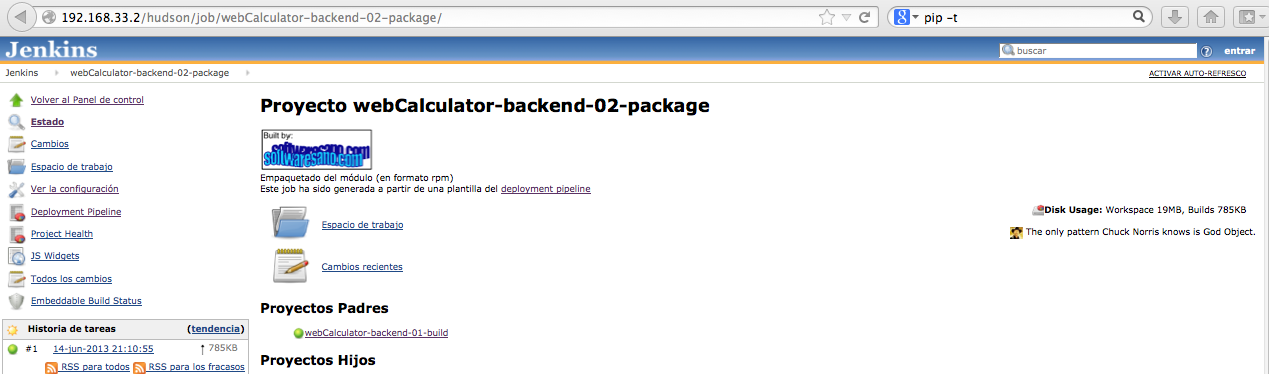 192.168.33.2/hudson/job/webCalculator-backend-02-package/
pip -t
Jenkins
buscar
entrar
Jenkins
webCalculator-backend-02-package
ACTIVAR AUTO-REFRESCO
Volver al Panel de control
Estado
Cambios
Espacio de trabajo
Ver la configuración
Deployment Pipeline
Project Health
JS Widgets
Todos los cambios
Embeddable Build Status
Historia de tareas (tendencia)
#1 14-jun-2013 21:10:55 785KB
RSS para todos RSS para los fracasos
Proyecto webCalculator-backend-02-package
Built by:
softwaresano.com
softwaresano.com
Empaquetado del módulo (en formato rpm)
Este job ha sido generada a partir de una plantilla del deployment pipeline
Espacio de trabajo
Cambios recientes
Disk Usage: Workspace 19MB, Builds 785KB
The only pattern Chuck Norris knows is God Object.
Proyectos Padres
webCalculator-backend-01-build
Proyectos Hijos